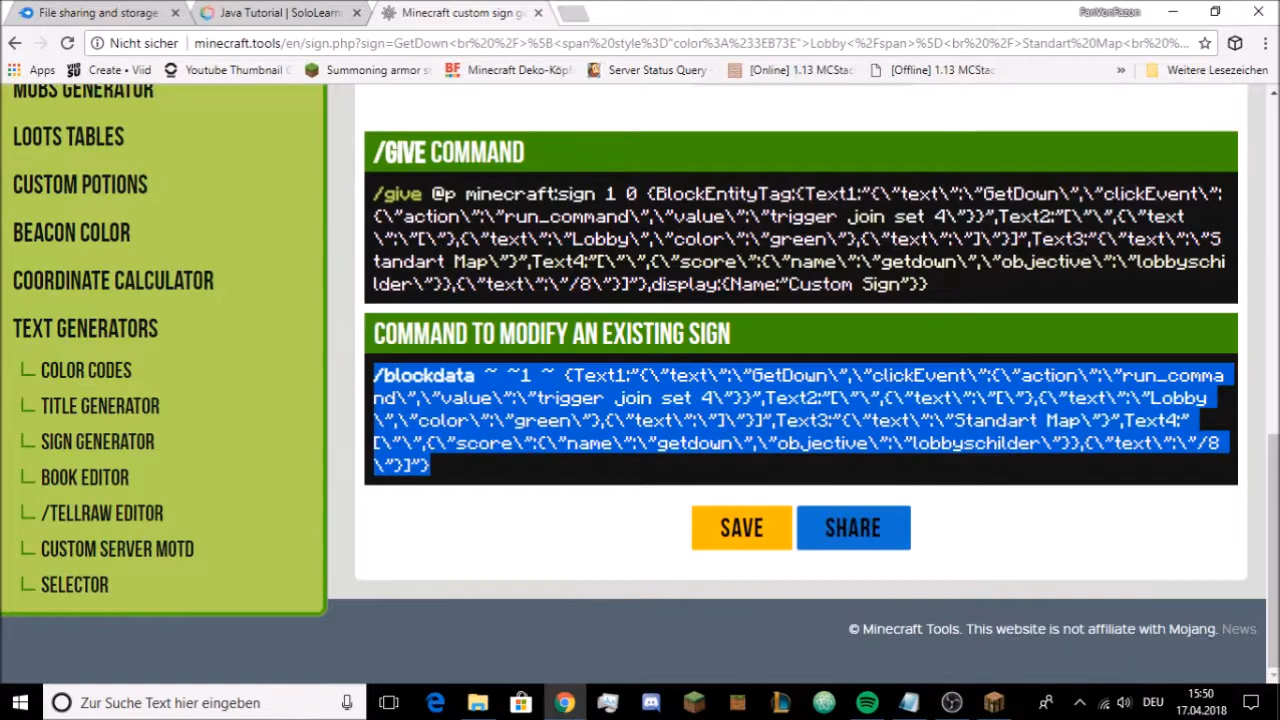 File sharing and storage
Java Tutorial | SoloLearn
Minecraft custom sign ge
FanVonFazon
Nicht sicher
minecraft.tools/en/sign.php?sign=GetDown<br%20%2F>%5B<span%20style%3D"color%3A%233EB73E">Lobby<%2Fspan>%5D<br%20%2F>Standart%20Map<br%20%...
Apps
Create • Viid
Youtube Thumbnail G
Summoning armor st
Minecraft Deko-Köpf
Server Status Query -
[Online] 1.13 MCStac
[Offline] 1.13 MCSta
»
Weitere Lesezeichen
MOBS GENERATOR
LOOTS TABLES
CUSTOM POTIONS
BEACON COLOR
COORDINATE CALCULATOR
TEXT GENERATORS
COLOR CODES
TITLE GENERATOR
SIGN GENERATOR
BOOK EDITOR
/TELLRAW EDITOR
CUSTOM SERVER MOTD
SELECTOR
/GIVE COMMAND
/give @p minecraft:sign 1 0 {BlockEntityTag:{Text1:"{\"text\":\"GetDown\",\"clickEvent\":
{\"action\":\"run_command\",\"value\":\"trigger join set 4\"}}",Text2:"[\"\",{\"text
\":\"[\"},{\"text\":\"Lobby\",\"color\":\"green\"},{\"text\":\"]\"}]",Text3:"{\"text\":\"S
tandart Map\"}",Text4:"[\"\",{\"score\":{\"name\":\"getdown\",\"objective\":\"lobbyschi
lder\"}},{\"text\":\"/8\"}]"},display:{Name:"Custom Sign"}}
COMMAND TO MODIFY AN EXISTING SIGN
/blockdata ~ ~1 ~ {Text1:"{\"text\":\"GetDown\",\"clickEvent\":{\"action\":\"run_comma
nd\",\"value\":\"trigger join set 4\"}}",Text2:"[\"\",{\"text\":\"[\"},{\"text\":\"Lobby
\",\"color\":\"green\"},{\"text\":\"]\"}]",Text3:"{\"text\":\"Standart Map\"}",Text4:"
[\"\",{\"score\":{\"name\":\"getdown\",\"objective\":\"lobbyschilder\"}},{\"text\":\"/8
\"}]"}
SAVE
SHARE
© Minecraft Tools. This website is not affiliate with Mojang. News
Zur Suche Text hier eingeben
DEU
15:50
17.04.2018